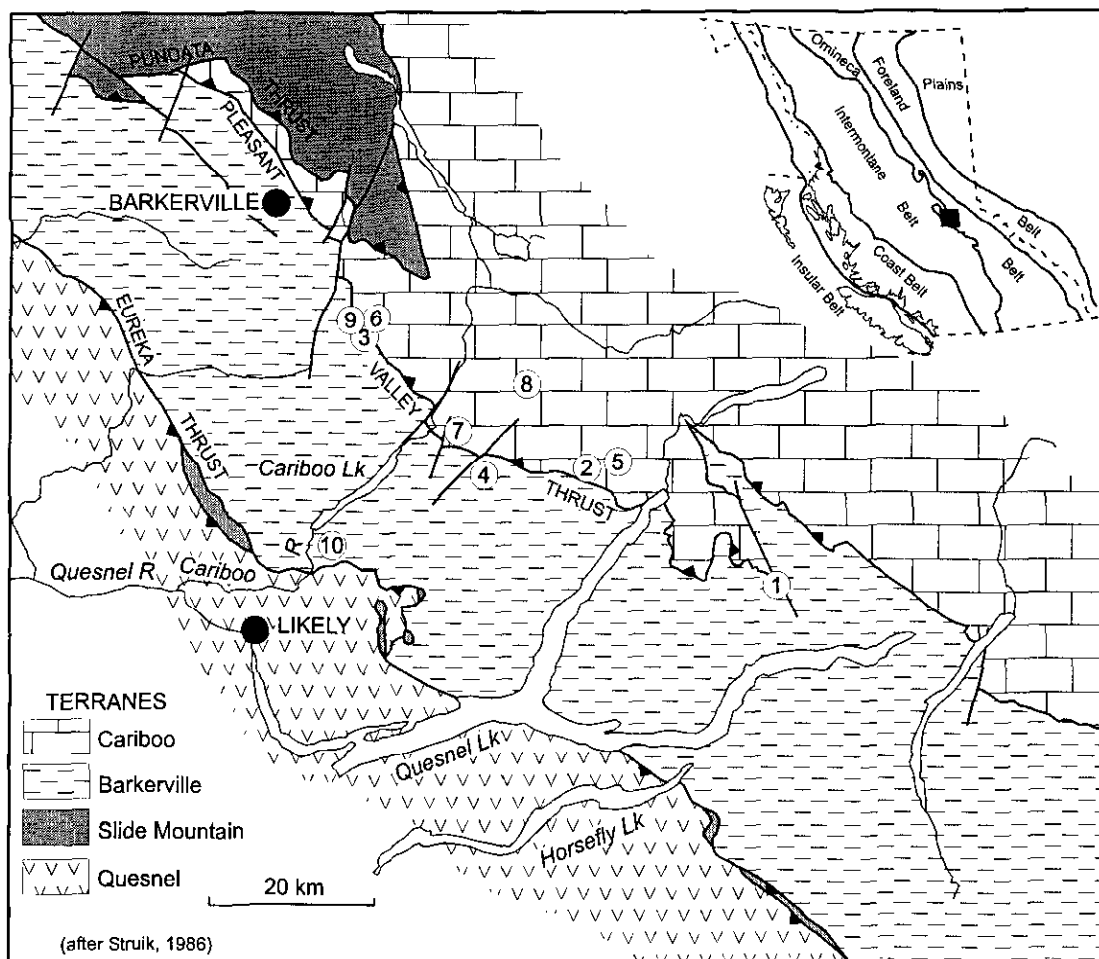 PUNDATA
THRUST
PLEASANT
BARKERVILLE
Omineca
Foreland
Plains
Intermontane
Belt
Belt
Belt
Coast Belt
Insular Belt
EUREKA
THRUST
9
6
3
VALLEY
8
7
Cariboo Lk
4
2
5
THRUST
R
10
1
Quesnel R
Cariboo
LIKELY
Quesnel Lk
Horsefly Lk
TERRANES
Cariboo
Barkerville
Slide Mountain
Quesnel
20 km
(after Struik, 1986)